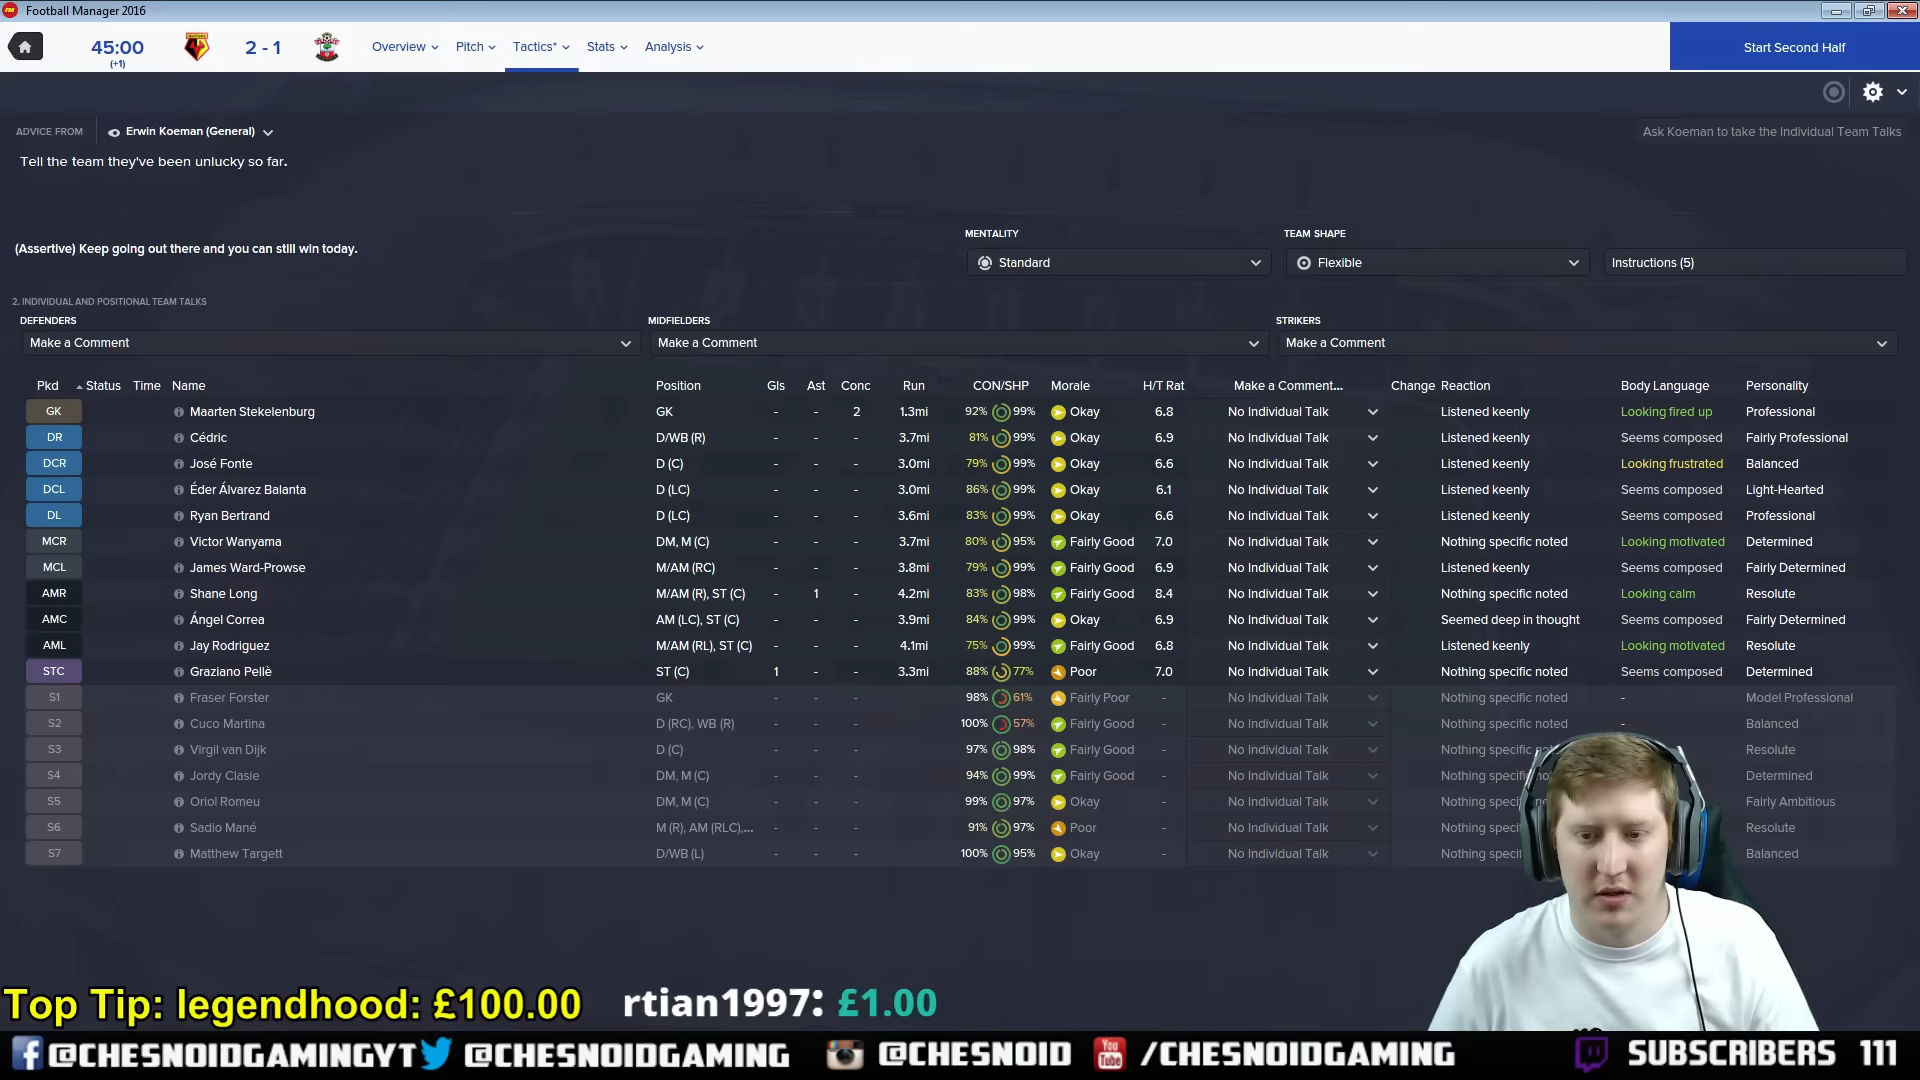 Football Manager 2016
45:00
(+1)
2 - 1
Overview
Pitch
Tactics*
Stats
Analysis
Start Second Half
ADVICE FROM
Erwin Koeman (General)
Ask Koeman to take the Individual Team Talks
Tell the team they've been unlucky so far.
MENTALITY
TEAM SHAPE
(Assertive) Keep going out there and you can still win today.
Standard
Flexible
Instructions (5)
2. INDIVIDUAL AND POSITIONAL TEAM TALKS
DEFENDERS
MIDFIELDERS
STRIKERS
Make a Comment
Make a Comment
Make a Comment
Pkd Status Time Name Position Gls Ast Conc Run CON/SHP Morale H/T Rat Make a Comment... Change Reaction Body Language Personality
GK Maarten Stekelenburg GK - - 2 1.3mi 92% 99% Okay 6.8 No Individual Talk Listened keenly Looking fired up Professional
DR Cédric D/WB (R) - - - 3.7mi 81% 99% Okay 6.9 No Individual Talk Listened keenly Seems composed Fairly Professional
DCR José Fonte D (C) - - - 3.0mi 79% 99% Okay 6.6 No Individual Talk Listened keenly Looking frustrated Balanced
DCL Éder Álvarez Balanta D (LC) - - - 3.0mi 86% 99% Okay 6.1 No Individual Talk Listened keenly Seems composed Light-Hearted
DL Ryan Bertrand D (LC) - - - 3.6mi 83% 99% Okay 6.6 No Individual Talk Listened keenly Seems composed Professional
MCR Victor Wanyama DM, M (C) - - - 3.7mi 80% 95% Fairly Good 7.0 No Individual Talk Nothing specific noted Looking motivated Determined
MCL James Ward-Prowse M/AM (RC) - - - 3.8mi 79% 99% Fairly Good 6.9 No Individual Talk Listened keenly Seems composed Fairly Determined
AMR Shane Long M/AM (R), ST (C) - 1 - 4.2mi 83% 98% Fairly Good 8.4 No Individual Talk Nothing specific noted Looking calm Resolute
AMC Ángel Correa AM (LC), ST (C) - - - 3.9mi 84% 99% Okay 6.9 No Individual Talk Seemed deep in thought Seems composed Fairly Determined
AML Jay Rodriguez M/AM (RL), ST (C) - - - 4.1mi 75% 99% Fairly Good 6.8 No Individual Talk Listened keenly Looking motivated Resolute
STC Graziano Pellè ST (C) 1 - - 3.3mi 88% 77% Poor 7.0 No Individual Talk Nothing specific noted Seems composed Determined
S1 Fraser Forster GK - - - 98% 61% Fairly Poor - No Individual Talk Nothing specific noted - Model Professional
S2 Cuco Martina D (RC), WB (R) - - - 100% 57% Fairly Good - No Individual Talk Nothing specific noted - Balanced
S3 Virgil van Dijk D (C) - - - 97% 98% Fairly Good - No Individual Talk Nothing specific Resolute
S4 Jordy Clasie DM, M (C) - - - 94% 99% Fairly Good - No Individual Talk Nothing specific Determined
S5 Oriol Romeu DM, M (C) - - - 99% 97% Okay - No Individual Talk Nothing specif Fairly Ambitious
S6 Sadio Mané M (R), AM (RLC),... - - - 91% 97% Poor - No Individual Talk Nothing specif Resolute
S7 Matthew Targett D/WB (L) - - - 100% 95% Okay - No Individual Talk Nothing specif Balanced
Top Tip: legendhood: £100.00 rtian1997: £1.00
@CHESNOIDGAMINGYT @CHESNOIDGAMING @CHESNOID You Tube /CHESNOIDGAMING SUBSCRIBERS 111